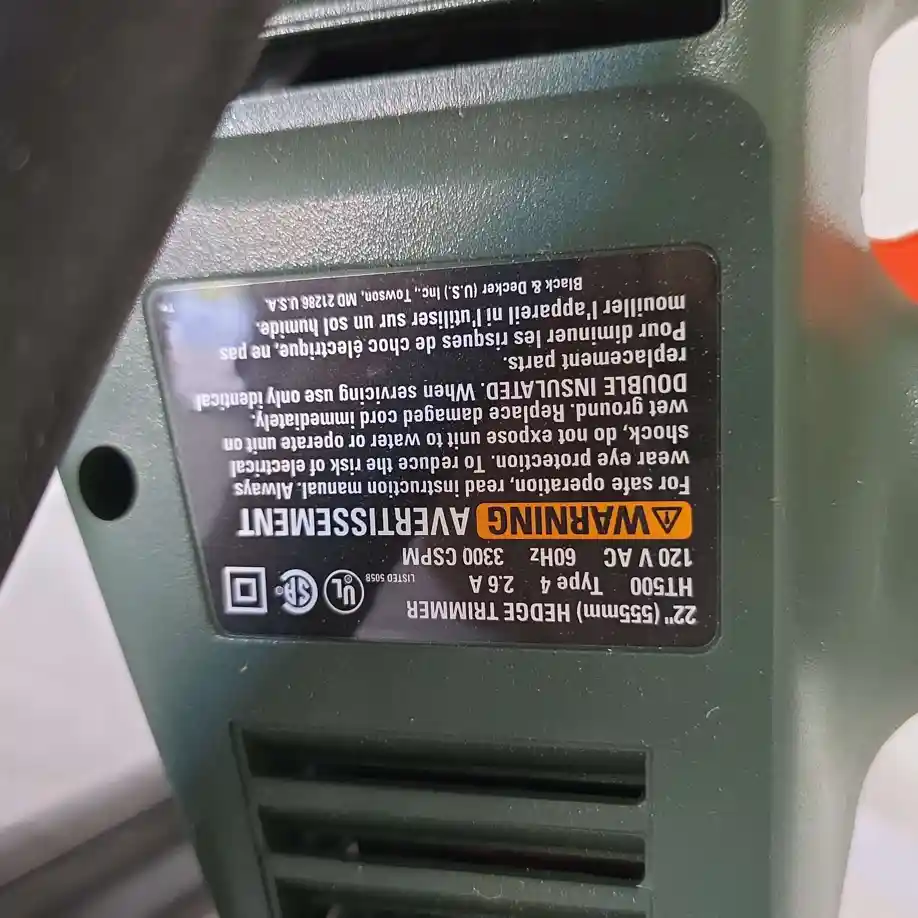 22" (555mm) HEDGE TRIMMER
HT500 Type 4 2.6 A
120 V AC 60Hz 3300 CSPM
UL LISTED 5058
SA
WARNING AVERTISSEMENT
For safe operation, read instruction manual. Always
wear eye protection. To reduce the risk of electrical
shock, do not expose unit to water or operate unit on
wet ground. Replace damaged cord immediately.
DOUBLE INSULATED. When servicing use only identical
replacement parts.
Pour diminuer les risques de choc électrique, ne pas
mouiller l'appareil ni l'utiliser sur un sol humide.
Black & Decker (U.S.) Inc., Towson, MD 21286 U.S.A.